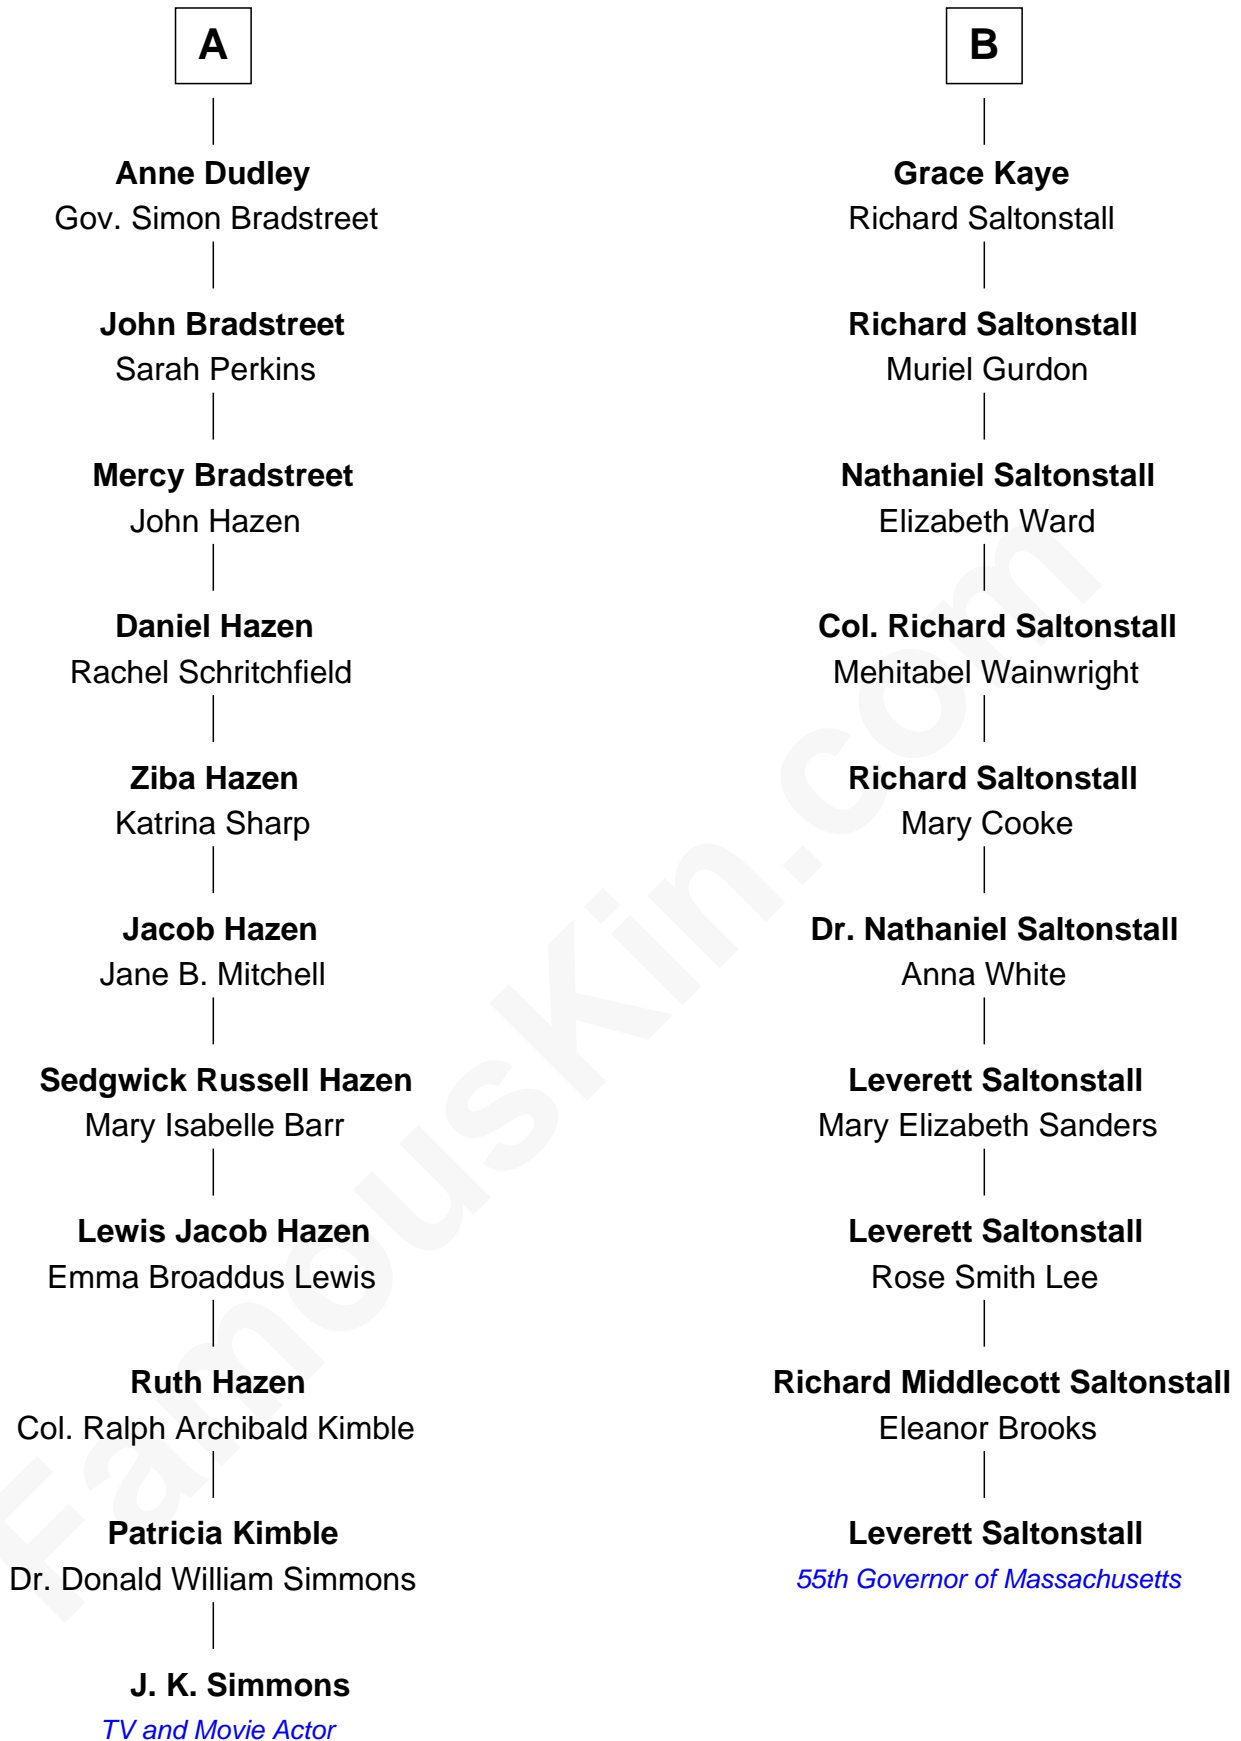 A
Anne Dudley
Gov. Simon Bradstreet
John Bradstreet
Sarah Perkins
Mercy Bradstreet
John Hazen
Daniel Hazen
Rachel Schritchfield
Ziba Hazen
Katrina Sharp
Jacob Hazen
Jane B. Mitchell
Sedgwick Russell Hazen
Mary Isabelle Barr
Lewis Jacob Hazen
Emma Broaddus Lewis
Ruth Hazen
Col. Ralph Archibald Kimble
Patricia Kimble
Dr. Donald William Simmons
J. K. Simmons
TV and Movie Actor
B
Grace Kaye
Richard Saltonstall
Richard Saltonstall
Muriel Gurdon
Nathaniel Saltonstall
Elizabeth Ward
Col. Richard Saltonstall
Mehitabel Wainwright
Richard Saltonstall
Mary Cooke
Dr. Nathaniel Saltonstall
Anna White
Leverett Saltonstall
Mary Elizabeth Sanders
Leverett Saltonstall
Rose Smith Lee
Richard Middlecott Saltonstall
Eleanor Brooks
Leverett Saltonstall
55th Governor of Massachusetts
FamousKin.com